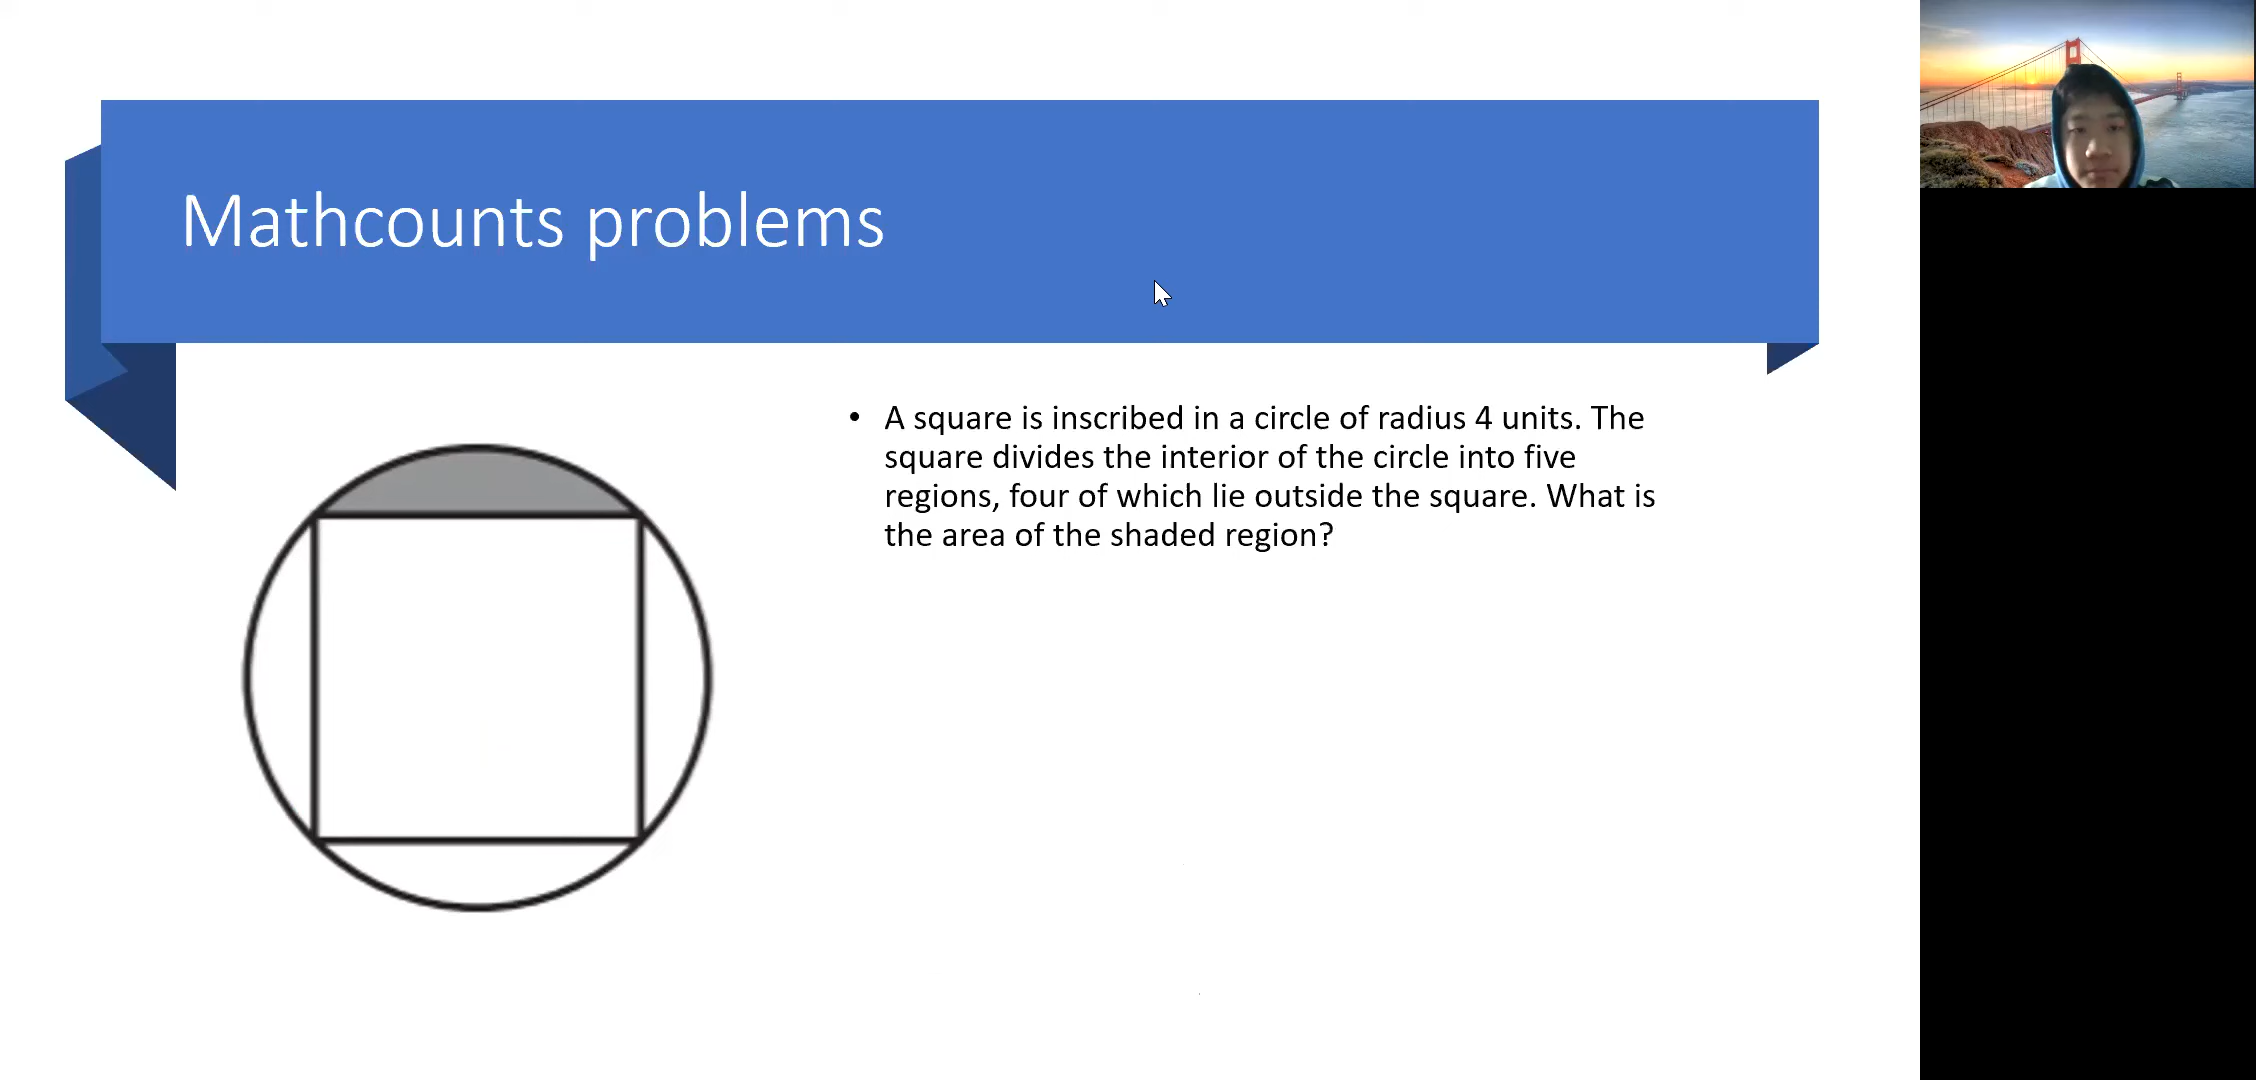 Mathcounts problems
• A square is inscribed in a circle of radius 4 units. The
square divides the interior of the circle into five
regions, four of which lie outside the square. What is
the area of the shaded region?